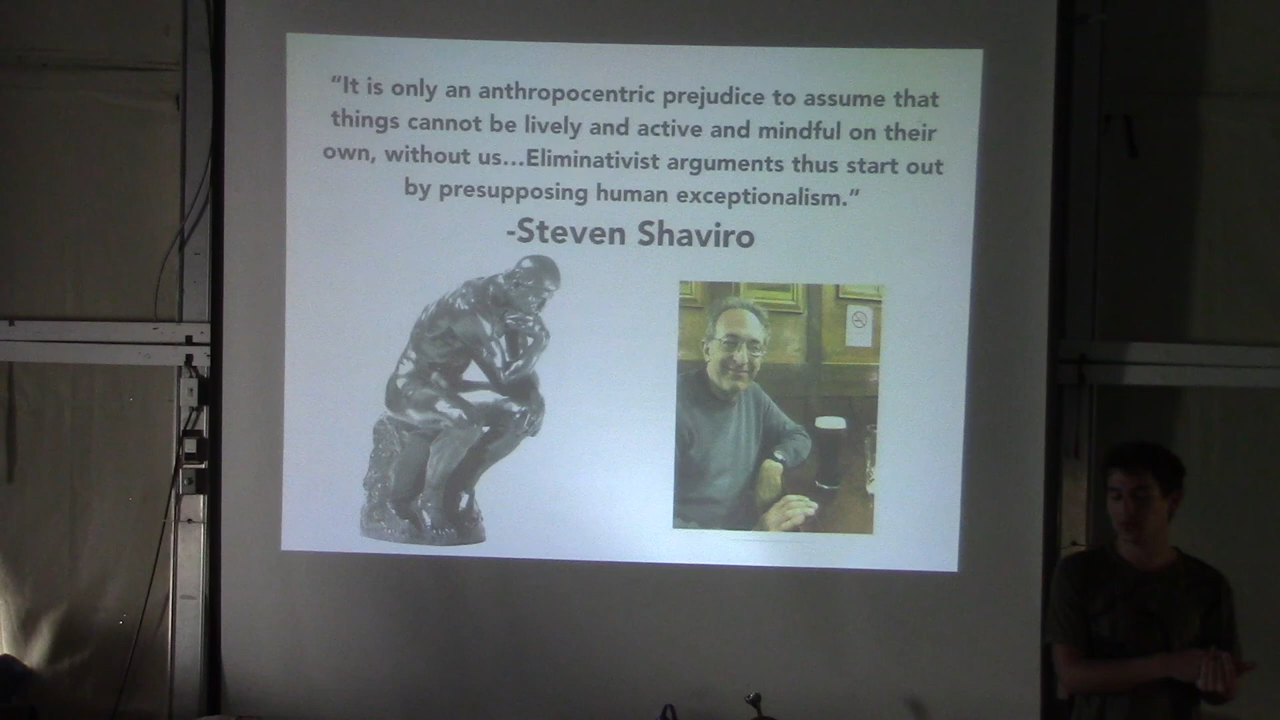 “It is only an anthropocentric prejudice to assume that
things cannot be lively and active and mindful on their
own, without us...Eliminativist arguments thus start out
by presupposing human exceptionalism.”
-Steven Shaviro